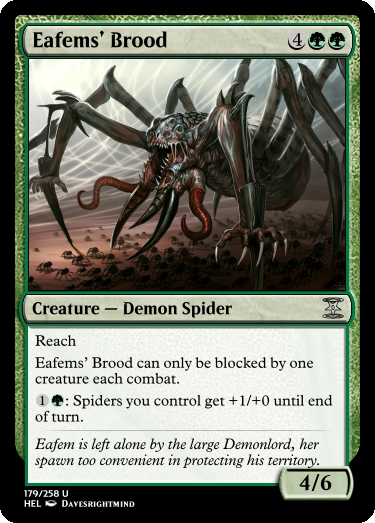 Eafems' Brood 4
Creature — Demon Spider
Reach
Eafems' Brood can only be blocked by one
creature each combat.
1 : Spiders you control get +1/+0 until end
of turn.
Eafem is left alone by the large Demonlord, her
spawn too convenient in protecting his territory.
179/258 U
HEL Davesrightmind
4/6